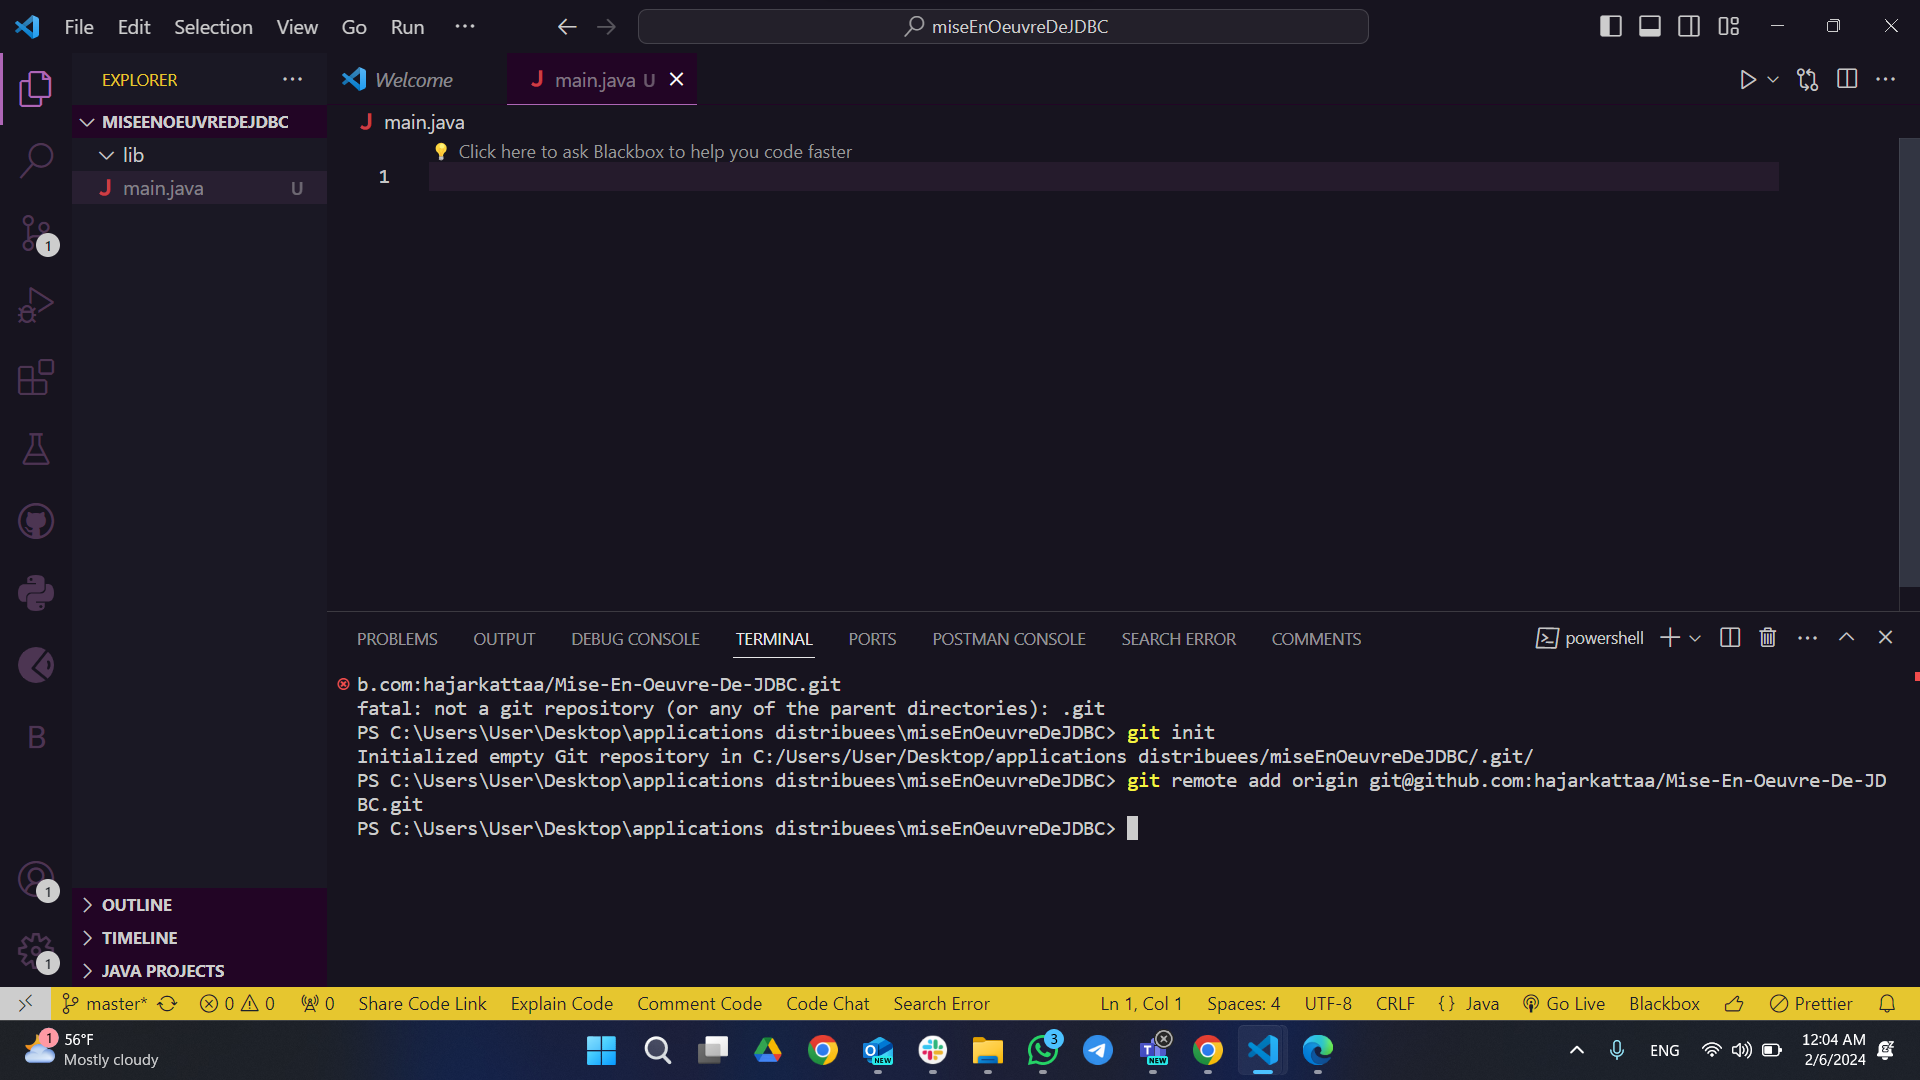 File Edit Selection View Go Run ···
miseEnOeuvreDeJDBC
EXPLORER
Welcome
main.java U
MISEENOEUVREDEJDBC
lib
main.java U
main.java
Click here to ask Blackbox to help you code faster
1
1
B
1
1
OUTLINE
TIMELINE
JAVA PROJECTS
PROBLEMS OUTPUT DEBUG CONSOLE TERMINAL PORTS POSTMAN CONSOLE SEARCH ERROR COMMENTS
powershell
b.com:hajarkattaa/Mise-En-Oeuvre-De-JDBC.git
fatal: not a git repository (or any of the parent directories): .git
PS C:\Users\User\Desktop\applications distribuees\miseEnOeuvreDeJDBC> git init
Initialized empty Git repository in C:/Users/User/Desktop/applications distribuees/miseEnOeuvreDeJDBC/.git/
PS C:\Users\User\Desktop\applications distribuees\miseEnOeuvreDeJDBC> git remote add origin git@github.com:hajarkattaa/Mise-En-Oeuvre-De-JD
BC.git
PS C:\Users\User\Desktop\applications distribuees\miseEnOeuvreDeJDBC>
master* 0 0 0 Share Code Link Explain Code Comment Code Code Chat Search Error Ln 1, Col 1 Spaces: 4 UTF-8 CRLF {} Java Go Live Blackbox Prettier
1
56°F
Mostly cloudy
NEW
3
NEW
ENG
12:04 AM
2/6/2024